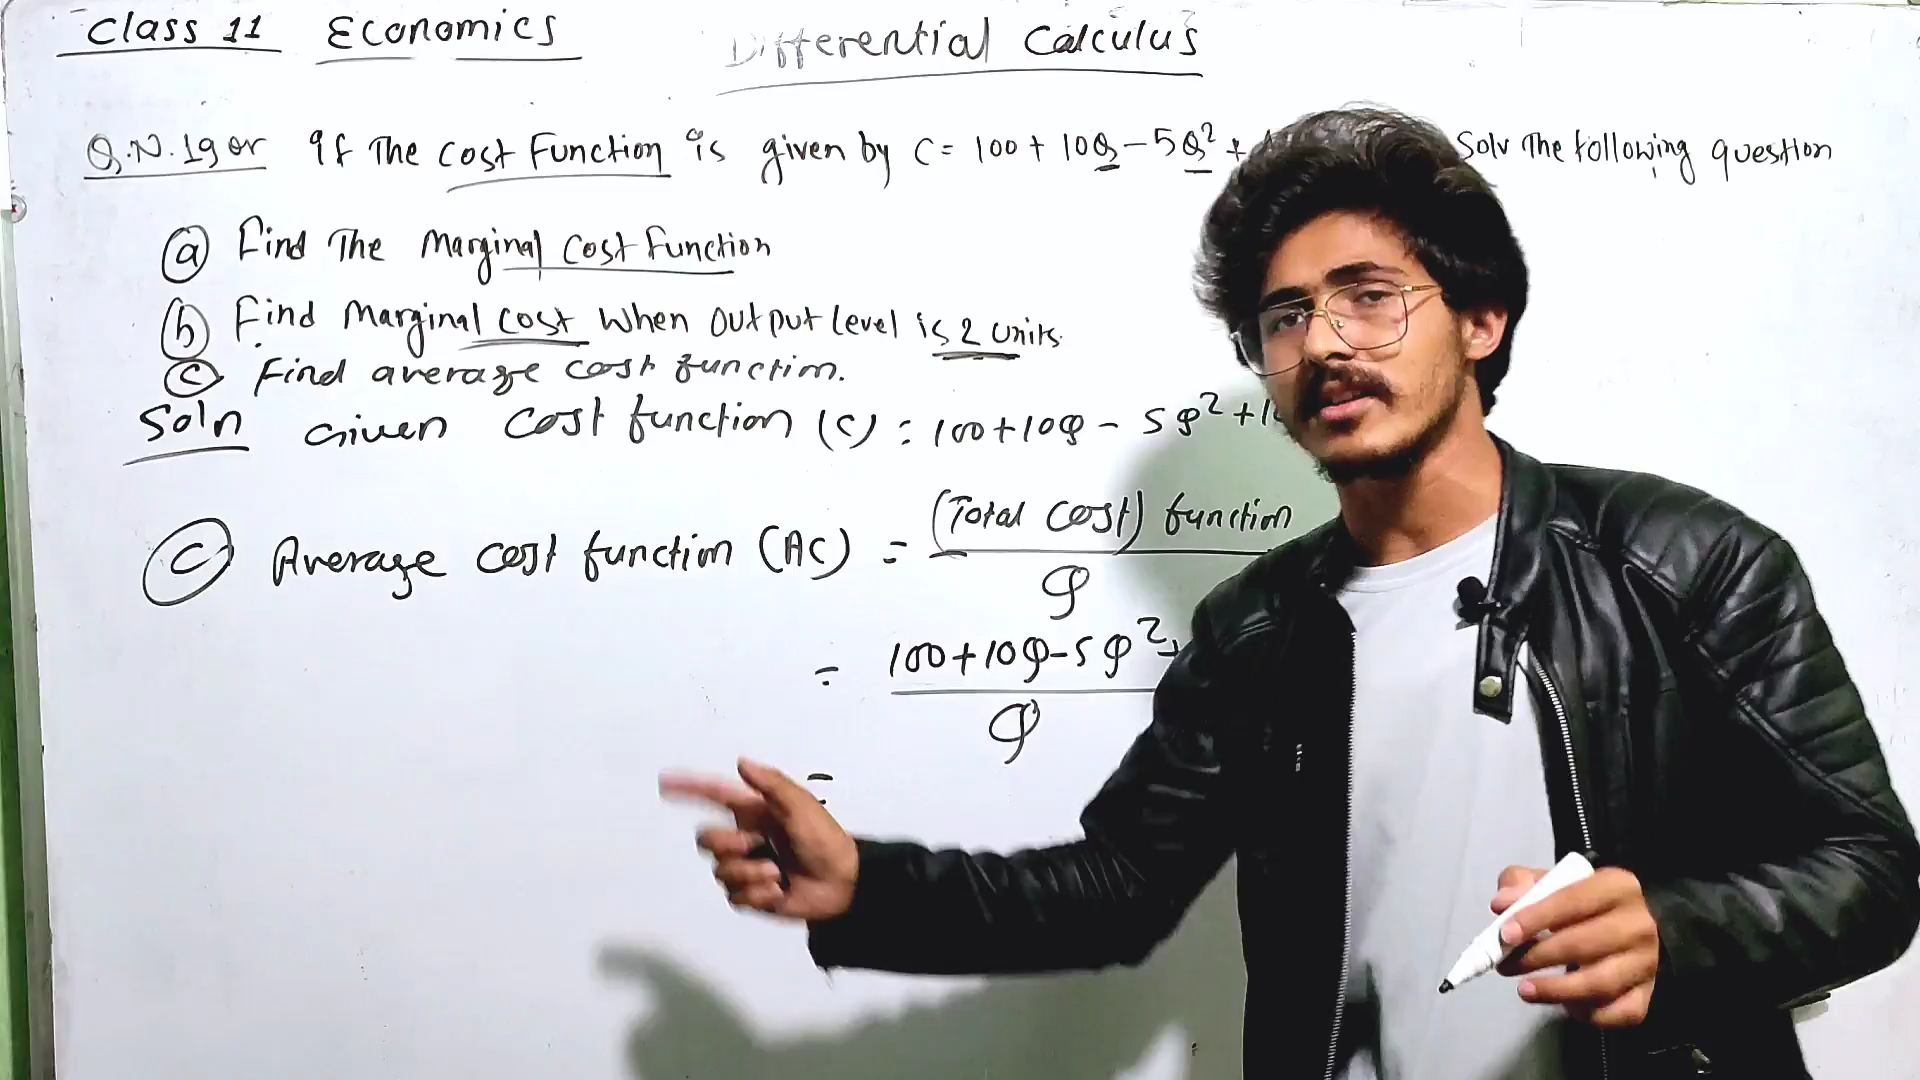 Class 11 Economics Differential Calculus
Q.N.19 or If The Cost Function is given by C = 100 + 10Q - 5Q² + Solv The following question
(a) Find The Marginal Cost Function
(b) Find Marginal Cost When Output Level is 2 Units.
(c) Find average cost function.
Soln Given cost function (C) = 100 + 10Q - 5Q² + 1
(c) Average cost function (AC) = (Total cost) function
Q
= 100 + 10Q - 5Q² +
Q
=